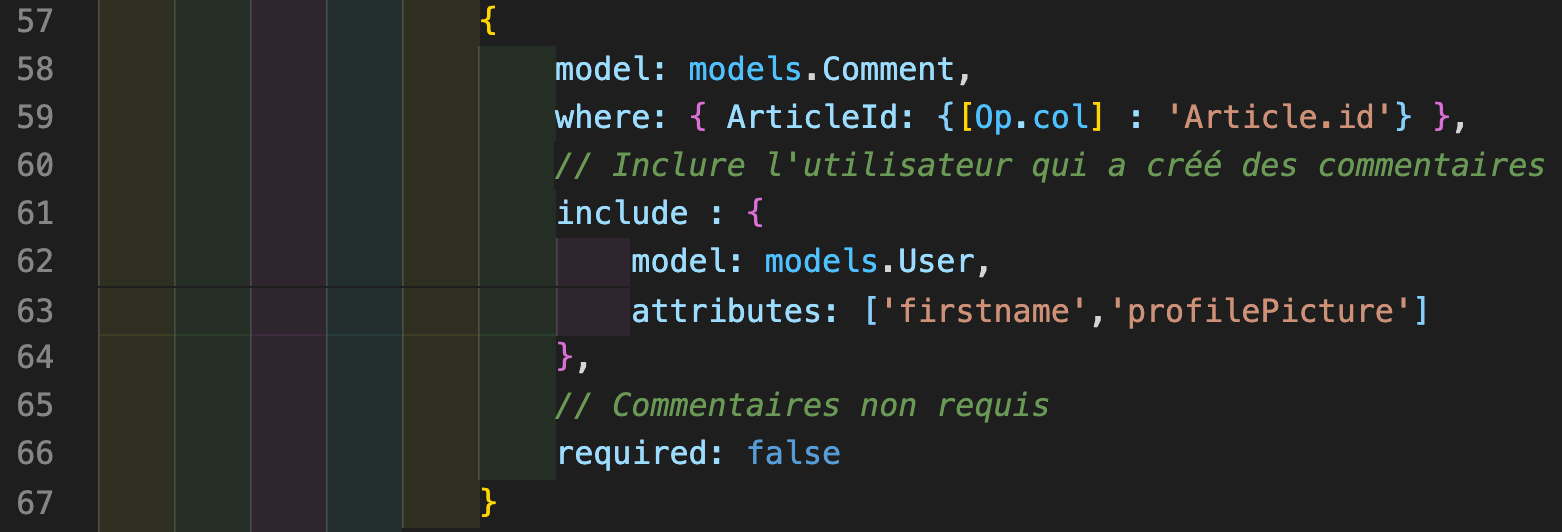 57 {
58 model: models.Comment,
59 where: { ArticleId: {[Op.col] : 'Article.id'} },
60 // Inclure l'utilisateur qui a créé des commentaires
61 include : {
62 model: models.User,
63 attributes: ['firstname','profilePicture']
64 },
65 // Commentaires non requis
66 required: false
67 }